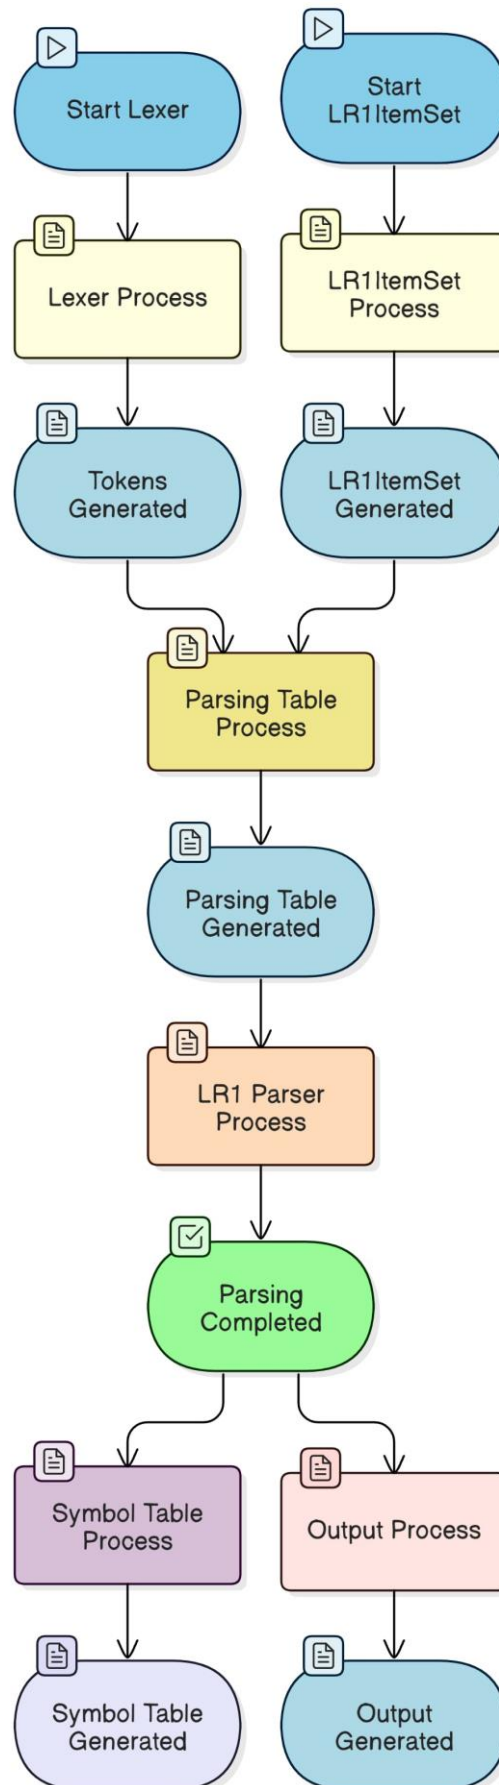 Start Lexer
Start
LR1ItemSet
Lexer Process
LR1ItemSet
Process
Tokens
Generated
LR1ItemSet
Generated
Parsing Table
Process
Parsing Table
Generated
LR1 Parser
Process
Parsing
Completed
Symbol Table
Process
Output Process
Symbol Table
Generated
Output
Generated